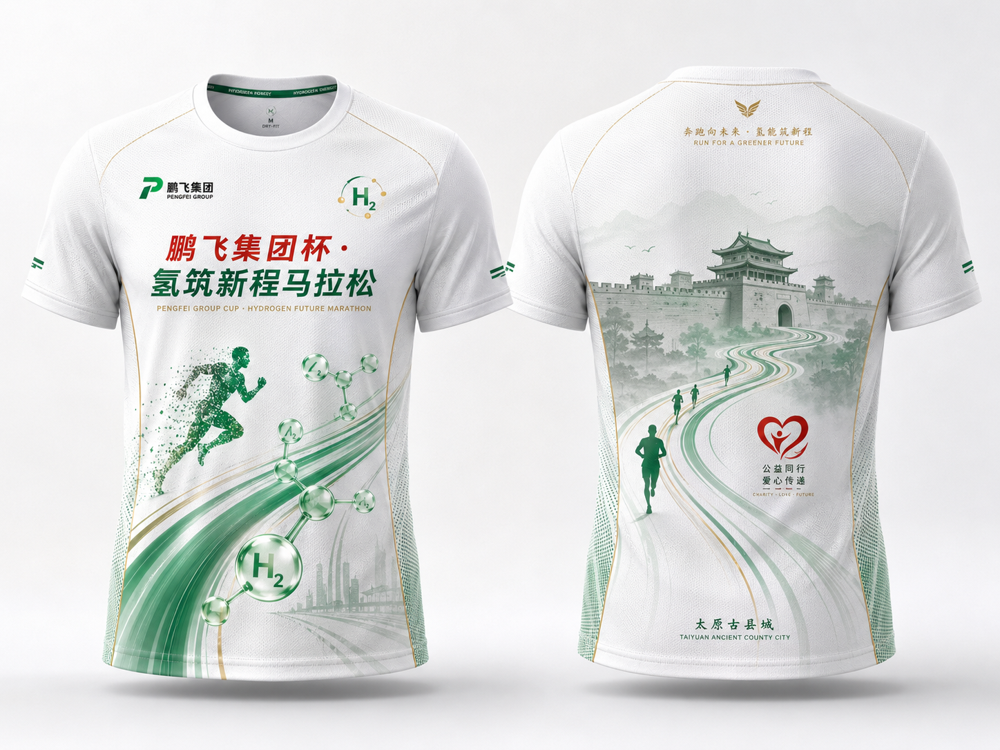 HYDROGEN ENERGY
M
DRY-FIT
鹏飞集团
PENGFEI GROUP
H2
鹏飞集团杯·
氢筑新程马拉松
PENGFEI GROUP CUP · HYDROGEN FUTURE MARATHON
H2
奔跑向未来 · 氢能筑新程
RUN FOR A GREENER FUTURE
公益同行
爱心传递
CHARITY · LOVE · FUTURE
太原古县城
TAIYUAN ANCIENT COUNTY CITY